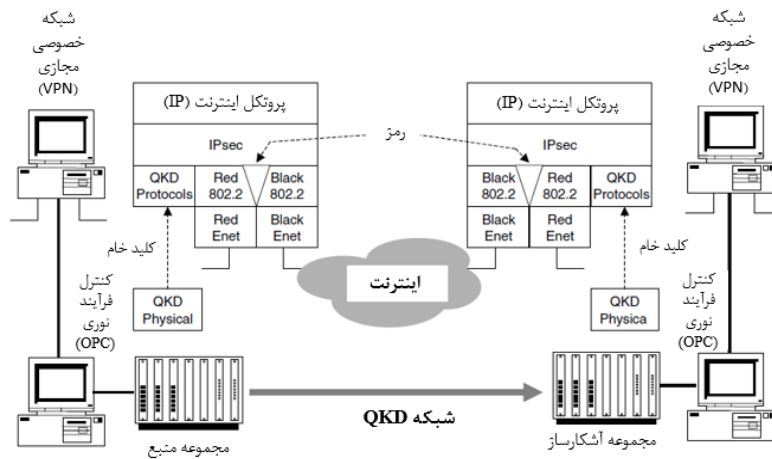 شبکه
خصوصی
مجازی
(VPN)
شبکه
خصوصی
مجازی
(VPN)
پروتکل اینترنت (IP)
پروتکل اینترنت (IP)
رمز
IPsec
IPsec
QKD
Protocols
Red
802.2
Black
802.2
Black
802.2
Red
802.2
QKD
Protocols
Red
Enet
Black
Enet
Black
Enet
Red
Enet
کلید خام
کلید خام
اینترنت
کنترل
فرآیند
نوری
(OPC)
کنترل
فرآیند
نوری
(OPC)
QKD
Physical
QKD
Physica
شبکه QKD
مجموعه منبع
مجموعه آشکارساز